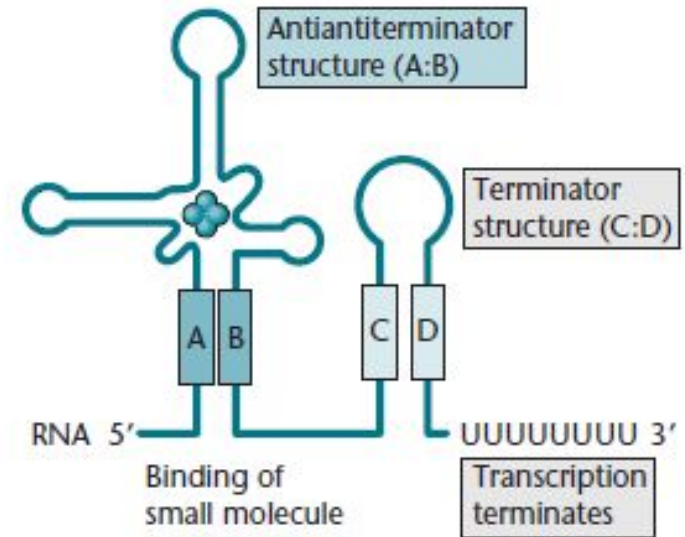 Antiantiterminator
structure (A:B)
Terminator
structure (C:D)
A B
C D
RNA 5′
UUUUUUUU 3′
Binding of
small molecule
Transcription
terminates